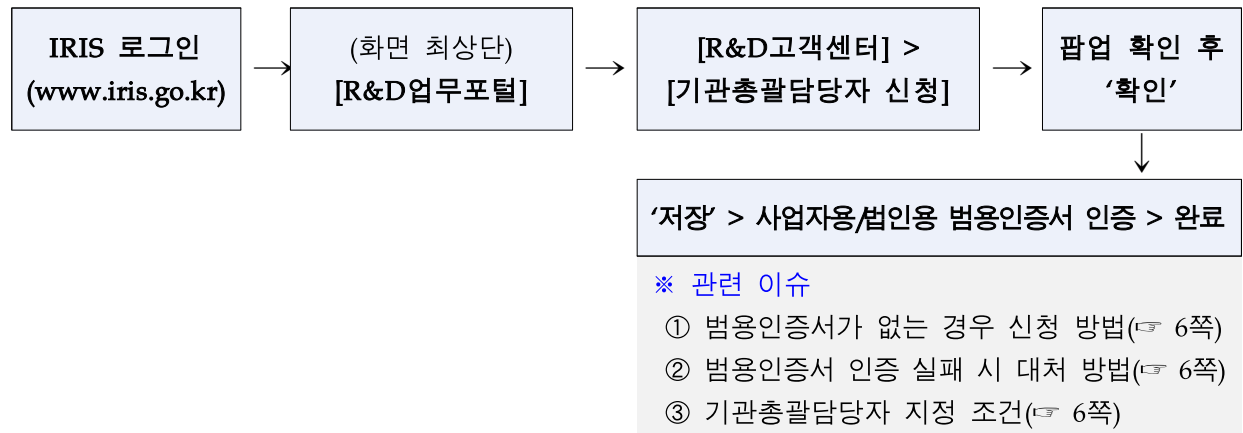 IRIS 로그인
(www.iris.go.kr)
(화면 최상단)
[R&D업무포털]
[R&D고객센터] >
[기관총괄담당자 신청]
팝업 확인 후
‘확인’
‘저장’ > 사업자용/법인용 범용인증서 인증 > 완료
※ 관련 이슈
① 범용인증서가 없는 경우 신청 방법(☞ 6쪽)
② 범용인증서 인증 실패 시 대처 방법(☞ 6쪽)
③ 기관총괄담당자 지정 조건(☞ 6쪽)